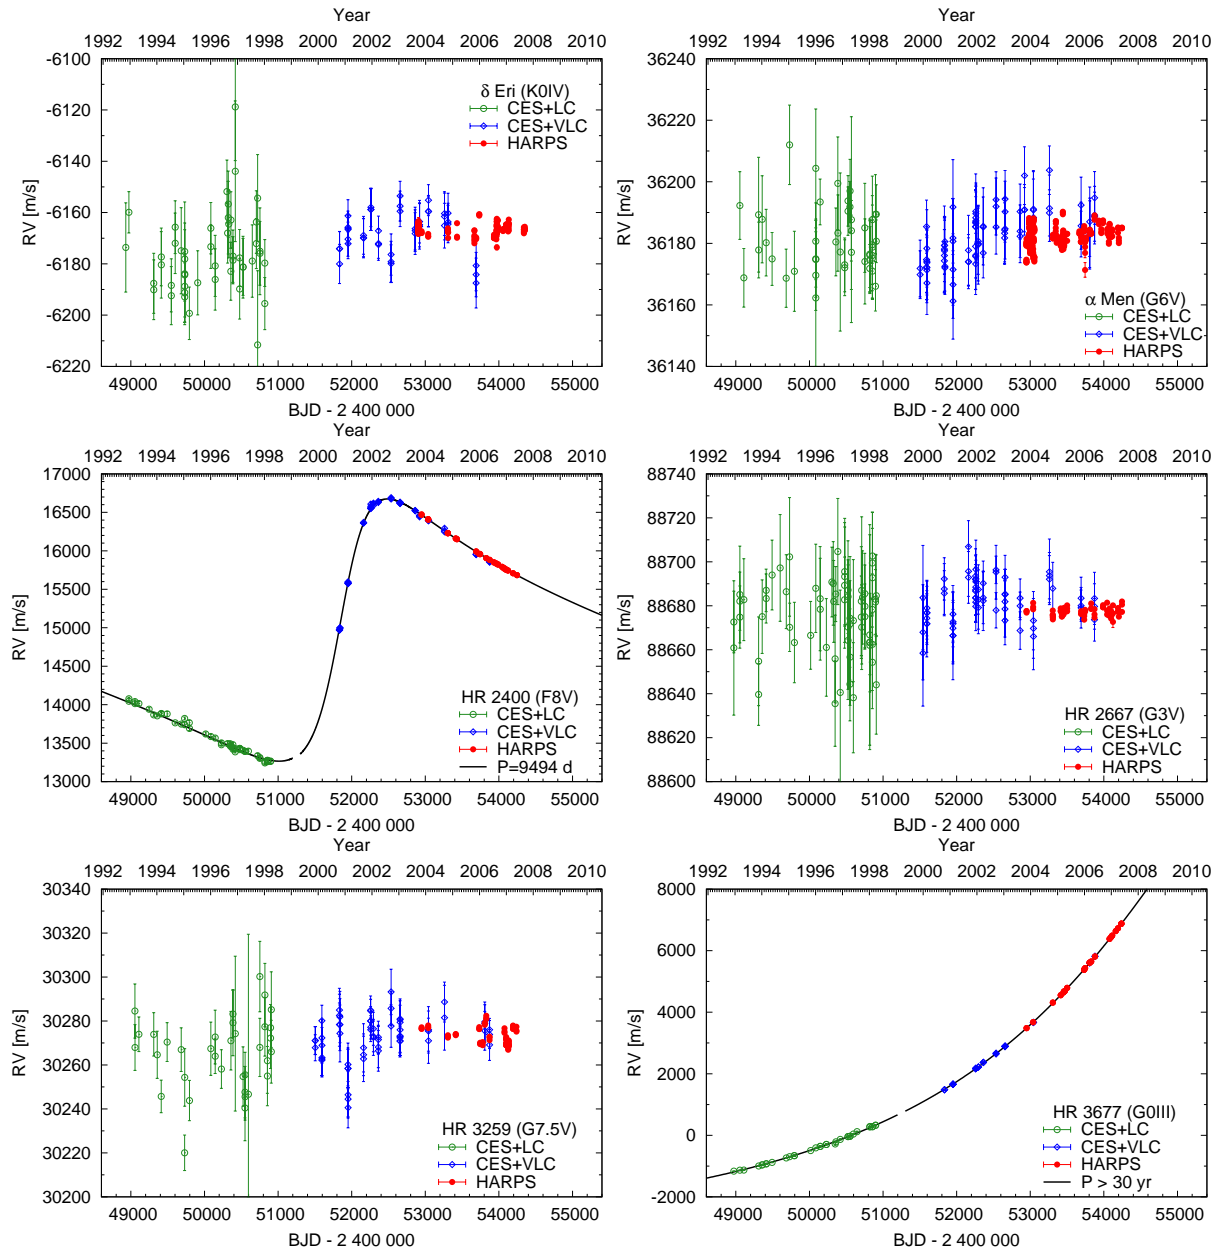 Year
1992 1994 1996 1998 2000 2002 2004 2006 2008 2010
-6100
-6120
-6140
-6160
-6180
-6200
-6220
RV [m/s]
δ Eri (K0IV)
CES+LC
CES+VLC
HARPS
49000 50000 51000 52000 53000 54000 55000
BJD - 2 400 000
Year
1992 1994 1996 1998 2000 2002 2004 2006 2008 2010
36240
36220
36200
36180
36160
36140
RV [m/s]
α Men (G6V)
CES+LC
CES+VLC
HARPS
49000 50000 51000 52000 53000 54000 55000
BJD - 2 400 000
Year
1992 1994 1996 1998 2000 2002 2004 2006 2008 2010
17000
16500
16000
15500
15000
14500
14000
13500
13000
RV [m/s]
HR 2400 (F8V)
CES+LC
CES+VLC
HARPS
P=9494 d
49000 50000 51000 52000 53000 54000 55000
BJD - 2 400 000
Year
1992 1994 1996 1998 2000 2002 2004 2006 2008 2010
88740
88720
88700
88680
88660
88640
88620
88600
RV [m/s]
HR 2667 (G3V)
CES+LC
CES+VLC
HARPS
49000 50000 51000 52000 53000 54000 55000
BJD - 2 400 000
Year
1992 1994 1996 1998 2000 2002 2004 2006 2008 2010
30340
30320
30300
30280
30260
30240
30220
30200
RV [m/s]
HR 3259 (G7.5V)
CES+LC
CES+VLC
HARPS
49000 50000 51000 52000 53000 54000 55000
BJD - 2 400 000
Year
1992 1994 1996 1998 2000 2002 2004 2006 2008 2010
8000
6000
4000
2000
0
-2000
RV [m/s]
HR 3677 (G0III)
CES+LC
CES+VLC
HARPS
P > 30 yr
49000 50000 51000 52000 53000 54000 55000
BJD - 2 400 000